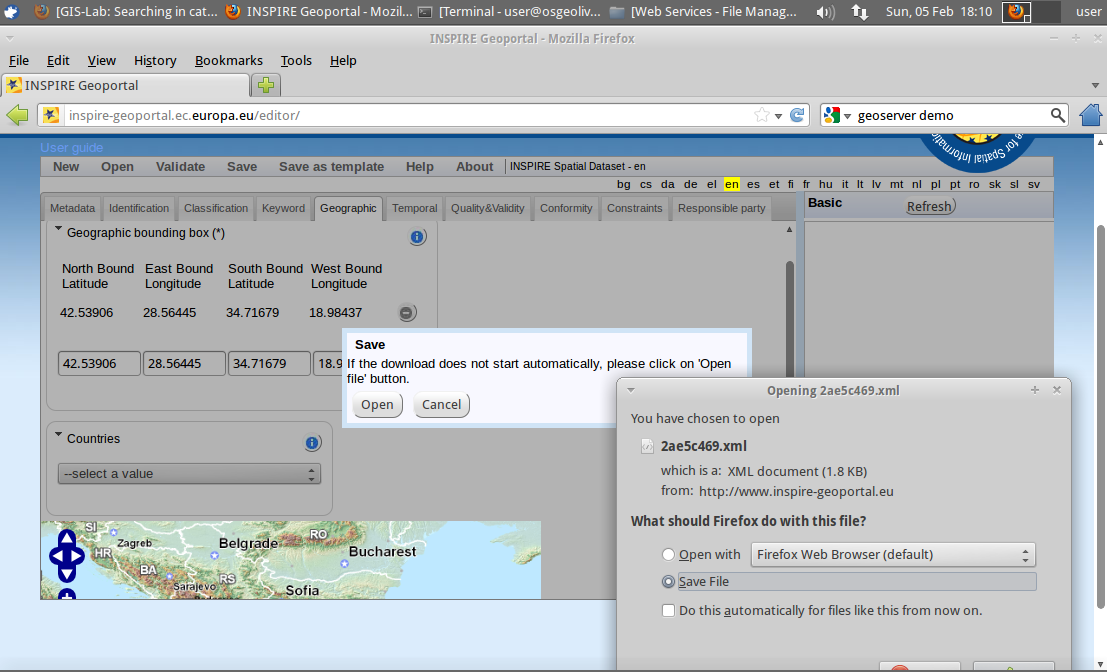 [GIS-Lab: Searching in cat...
INSPIRE Geoportal - Mozil...
[Terminal - user@osgeoliv...
[Web Services - File Manag...
Sun, 05 Feb 18:10
user
INSPIRE Geoportal - Mozilla Firefox
File Edit View History Bookmarks Tools Help
INSPIRE Geoportal
inspire-geoportal.ec.europa.eu/editor/
geoserver demo
User guide
for Spatial Informati
New Open Validate Save Save as template Help About INSPIRE Spatial Dataset - en
bg cs da de el en es et fi fr hu it lt lv mt nl pl pt ro sk sl sv
Metadata Identification Classification Keyword Geographic Temporal Quality&Validity Conformity Constraints Responsible party
Basic Refresh
Geographic bounding box (*)
North Bound Latitude East Bound Longitude South Bound Latitude West Bound Longitude
42.53906 28.56445 34.71679 18.98437
42.53906 28.56445 34.71679 18.9
Save
If the download does not start automatically, please click on 'Open
file' button.
Open Cancel
Countries
--select a value
Opening 2ae5c469.xml
You have chosen to open
2ae5c469.xml
which is a: XML document (1.8 KB)
from: http://www.inspire-geoportal.eu
What should Firefox do with this file?
Open with Firefox Web Browser (default)
Save File
Do this automatically for files like this from now on.
SI
Zagreb
HR
Belgrade
RO
Bucharest
BA
Sarajevo
RS
Sofia